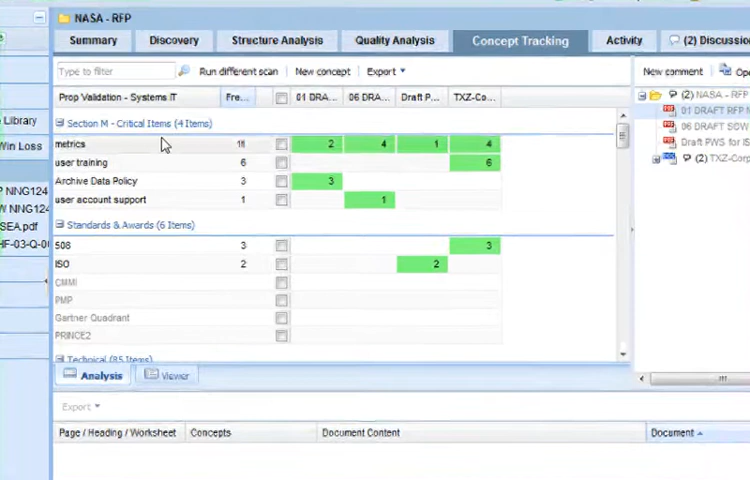 NASA - RFP
Summary Discovery Structure Analysis Quality Analysis Concept Tracking Activity (2) Discussio
Type to filter Run different scan New concept Export New comment Ope
Prop Validation - Systems IT Fre... 01 DRA... 06 DRA... Draft P... TXZ-Co...
Section M - Critical Items (4 Items)
metrics 11 2 4 1 4
user training 6 6
Archive Data Policy 3 3
user account support 1 1
Standards & Awards (6 Items)
508 3 3
ISO 2 2
CMMI
PMP
Gartner Quadrant
PRINCE2
Technical (85 Items)
Analysis Viewer
Export
Page / Heading / Worksheet Concepts Document Content Document
(2) NASA - RFP
01 DRAFT RFP N
06 DRAFT SOW
Draft PWS for IS
(2) TXZ-Corp
Library
Win Loss
P NNG124
W NNG124
SEA.pdf
HF-03-Q-00